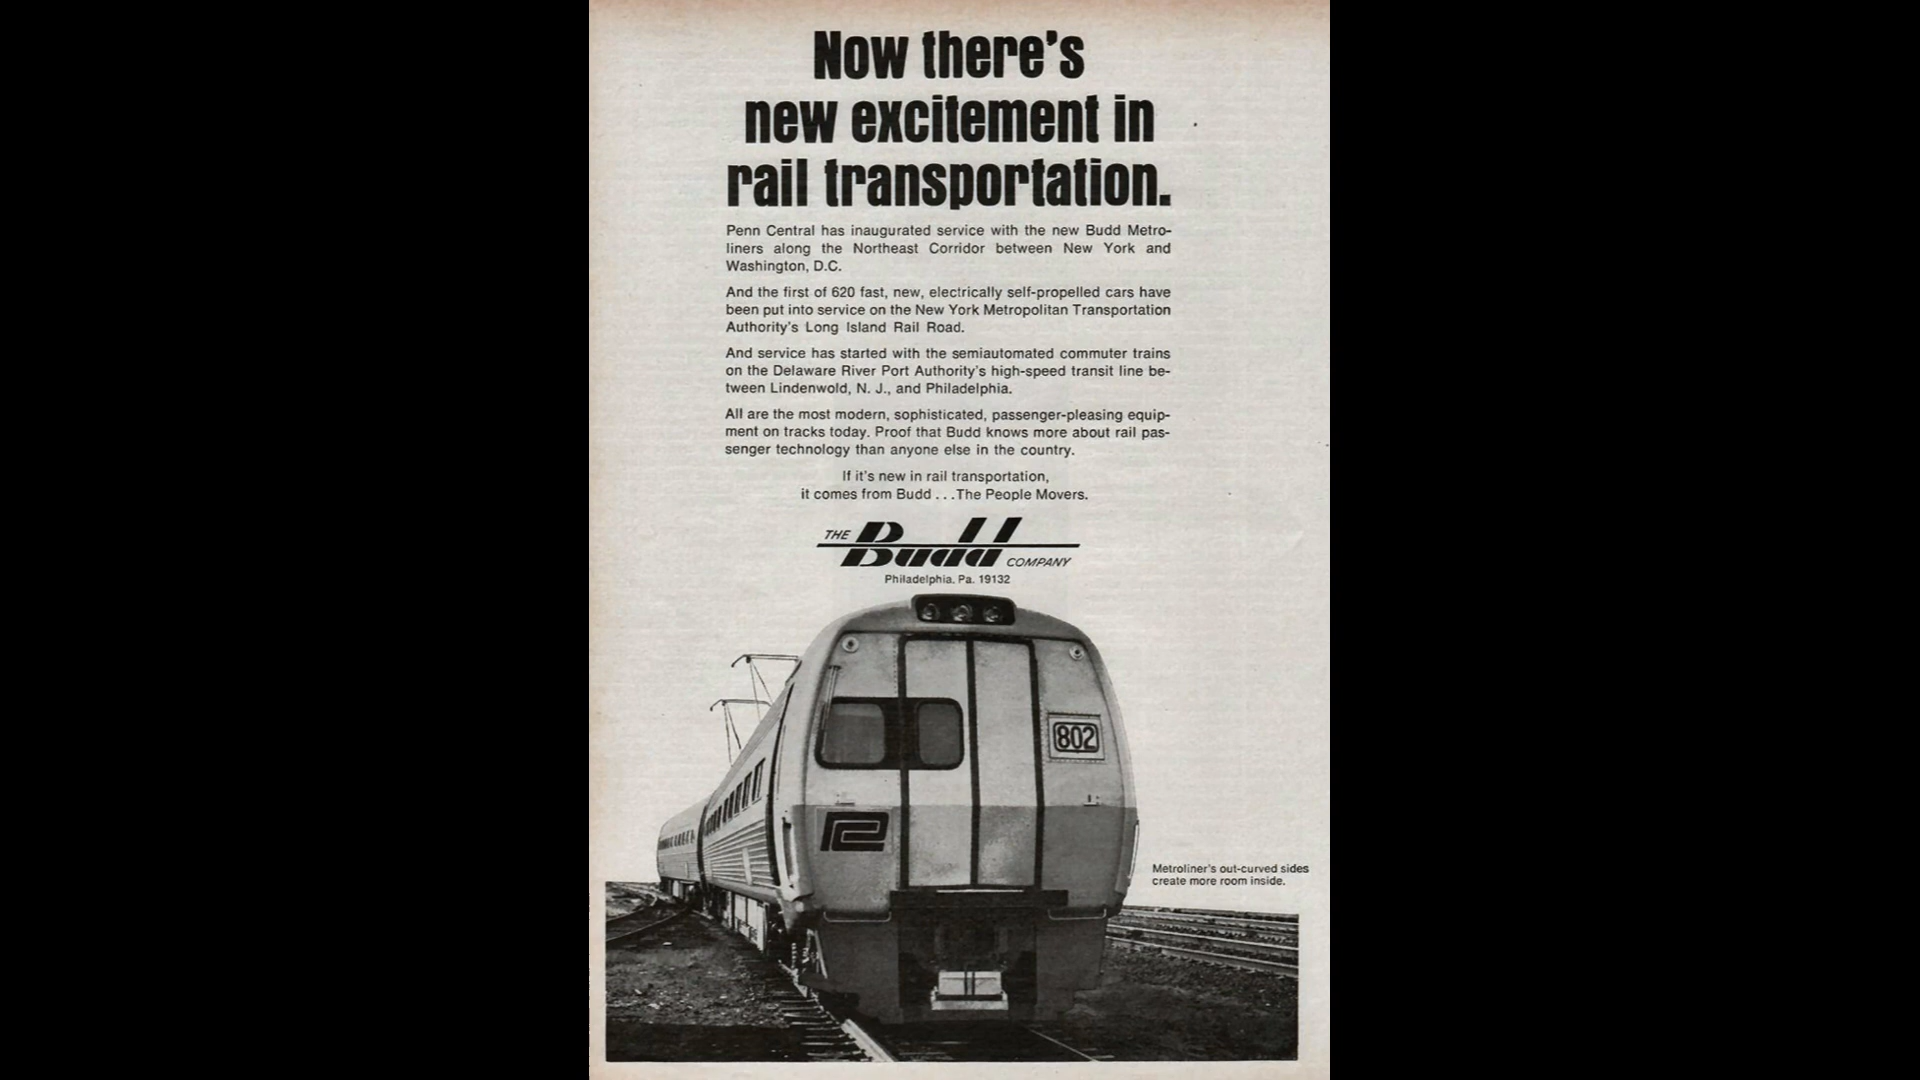 Now there's
new excitement in
rail transportation.
Penn Central has inaugurated service with the new Budd Metro-
liners along the Northeast Corridor between New York and
Washington, D.C.
And the first of 620 fast, new, electrically self-propelled cars have
been put into service on the New York Metropolitan Transportation
Authority's Long Island Rail Road.
And service has started with the semiautomated commuter trains
on the Delaware River Port Authority's high-speed transit line be-
tween Lindenwold, N. J., and Philadelphia.
All are the most modern, sophisticated, passenger-pleasing equip-
ment on tracks today. Proof that Budd knows more about rail pas-
senger technology than anyone else in the country.
If it's new in rail transportation,
it comes from Budd . . . The People Movers.
THE Budd COMPANY
Philadelphia, Pa. 19132
802
Metroliner's out-curved sides
create more room inside.